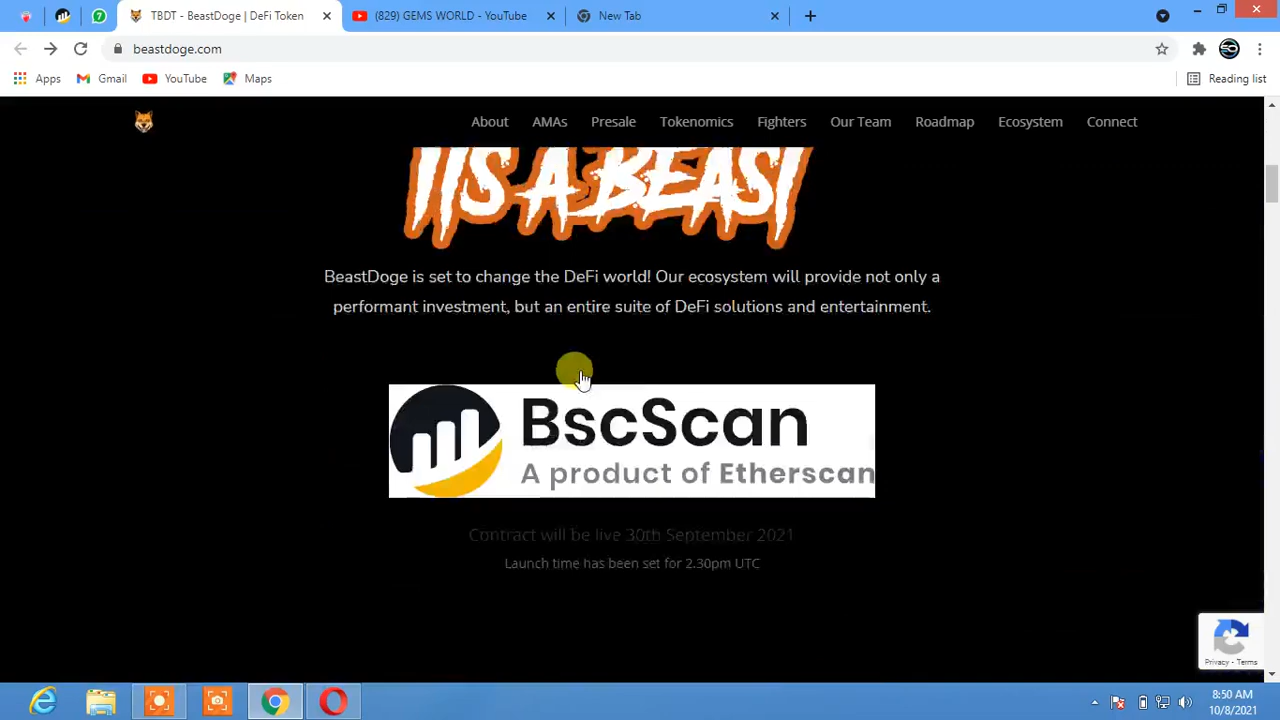 TBDT - BeastDoge | DeFi Token
(829) GEMS WORLD - YouTube
New Tab
beastdoge.com
Apps
Gmail
YouTube
Maps
Reading list
About
AMAs
Presale
Tokenomics
Fighters
Our Team
Roadmap
Ecosystem
Connect
ITS A BEAST
BeastDoge is set to change the DeFi world! Our ecosystem will provide not only a
performant investment, but an entire suite of DeFi solutions and entertainment.
BscScan
A product of Etherscan
Contract will be live 30th September 2021
Launch time has been set for 2.30pm UTC
Privacy - Terms
8:50 AM
10/8/2021